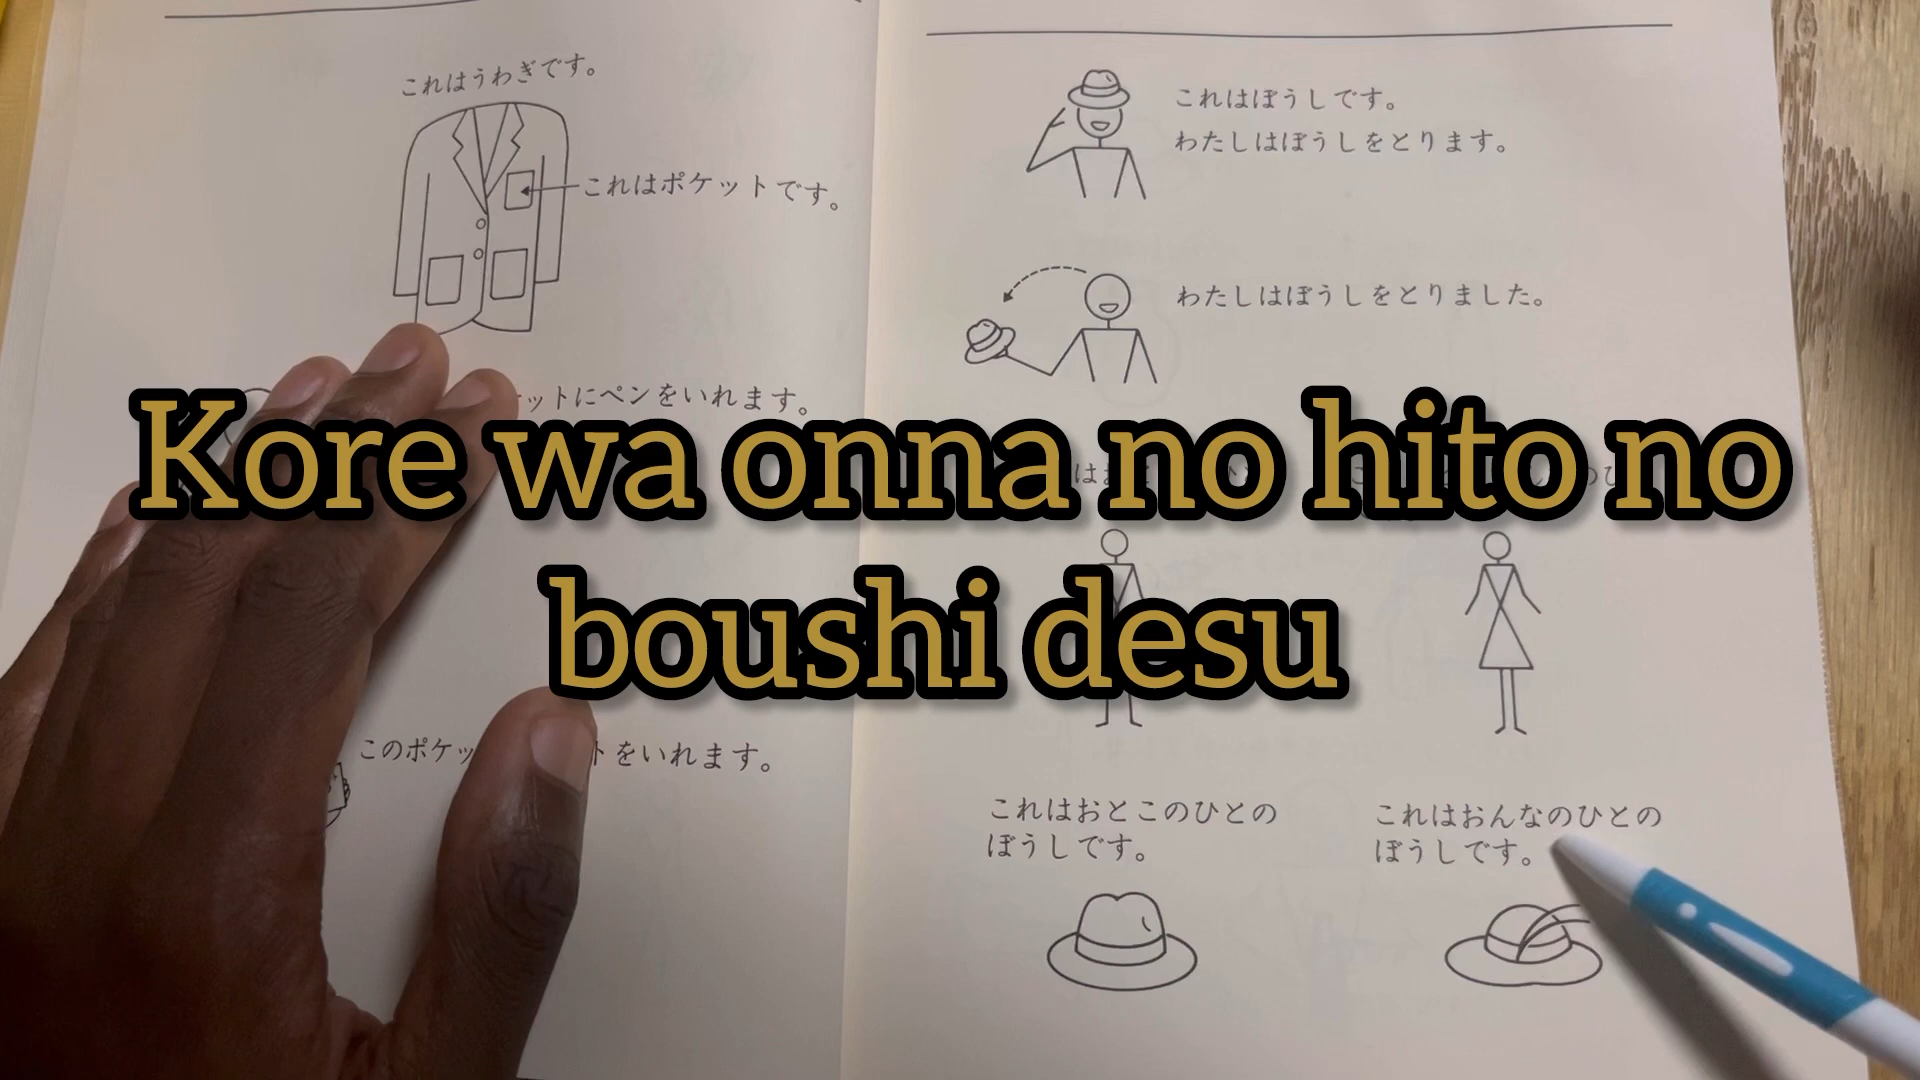 これはうわぎです。
これはポケットです。
ットにペンをいれます。
このポケッ
トをいれます。
これはぼうしです。
わたしはぼうしをとります。
わたしはぼうしをとりました。
これはおとこのひとの
ぼうしです。
これはおんなのひとの
ぼうしです。
Kore wa onna no hito no
boushi desu